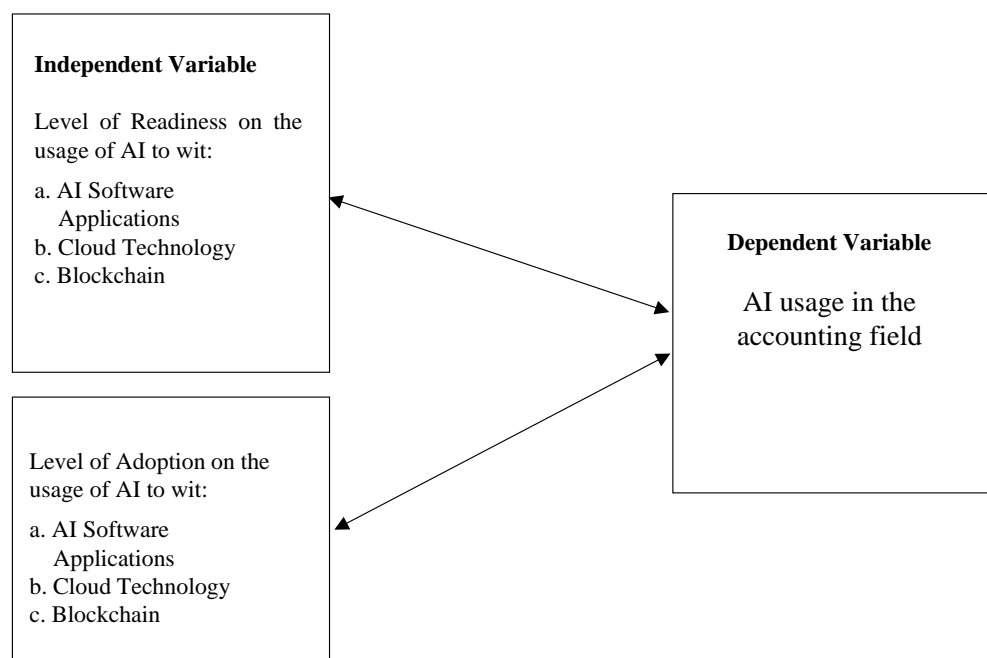 Independent Variable
Level of Readiness on the
usage of AI to wit:
a. AI Software
Applications
b. Cloud Technology
c. Blockchain
Level of Adoption on the
usage of AI to wit:
a. AI Software
Applications
b. Cloud Technology
c. Blockchain
Dependent Variable
AI usage in the
accounting field